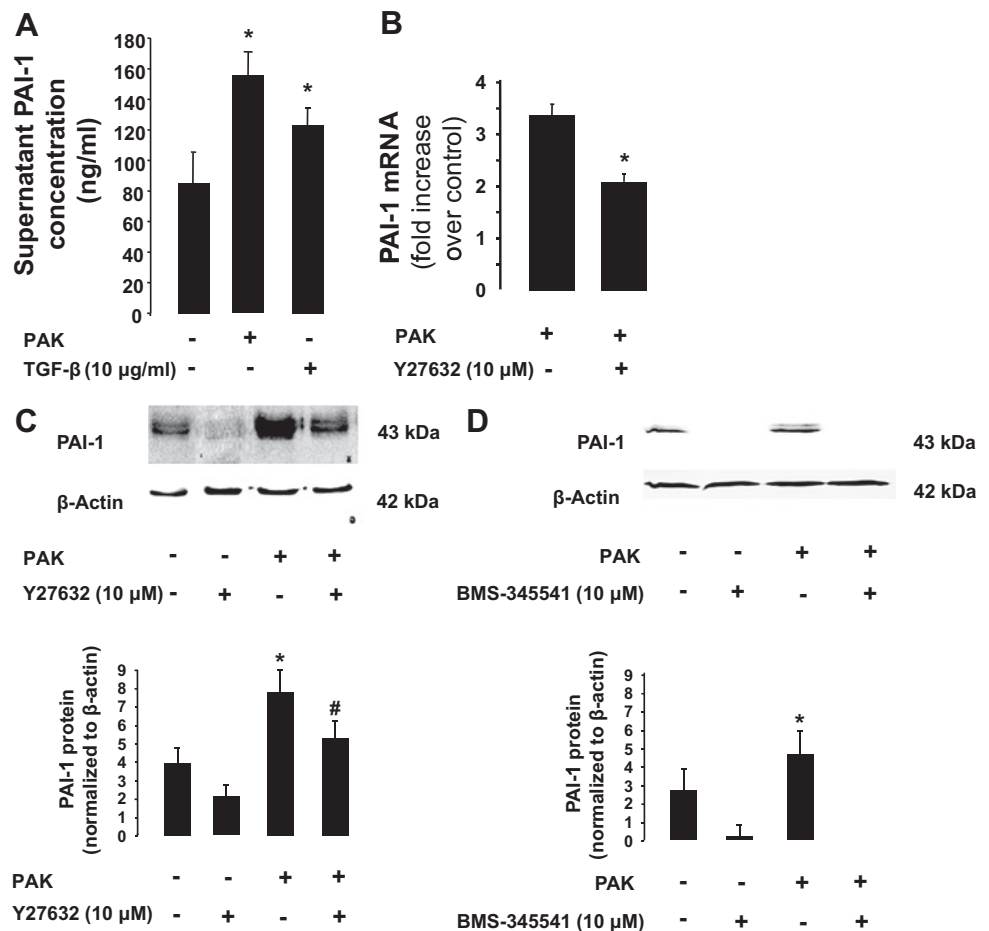 A
Supernatant PAI-1
concentration
(ng/ml)
180
160
140
120
100
80
60
40
20
0
* *
PAK - + -
TGF-β (10 µg/ml) - - +
B
PAI-1 mRNA
(fold increase
over control)
4
3
2
1
0
*
PAK + +
Y27632 (10 µM) - +
C
PAI-1 43 kDa
β-Actin 42 kDa
PAK - - + +
Y27632 (10 µM) - + - +
PAI-1 protein
(normalized to β-actin)
9
8
7
6
5
4
3
2
1
0
* #
PAK - - + +
Y27632 (10 µM) - + - +
D
PAI-1 43 kDa
β-Actin 42 kDa
PAK - - + +
BMS-345541 (10 µM) - + - +
PAI-1 protein
(normalized to β-actin)
9
8
7
6
5
4
3
2
1
0
*
PAK - - + +
BMS-345541 (10 µM) - + - +